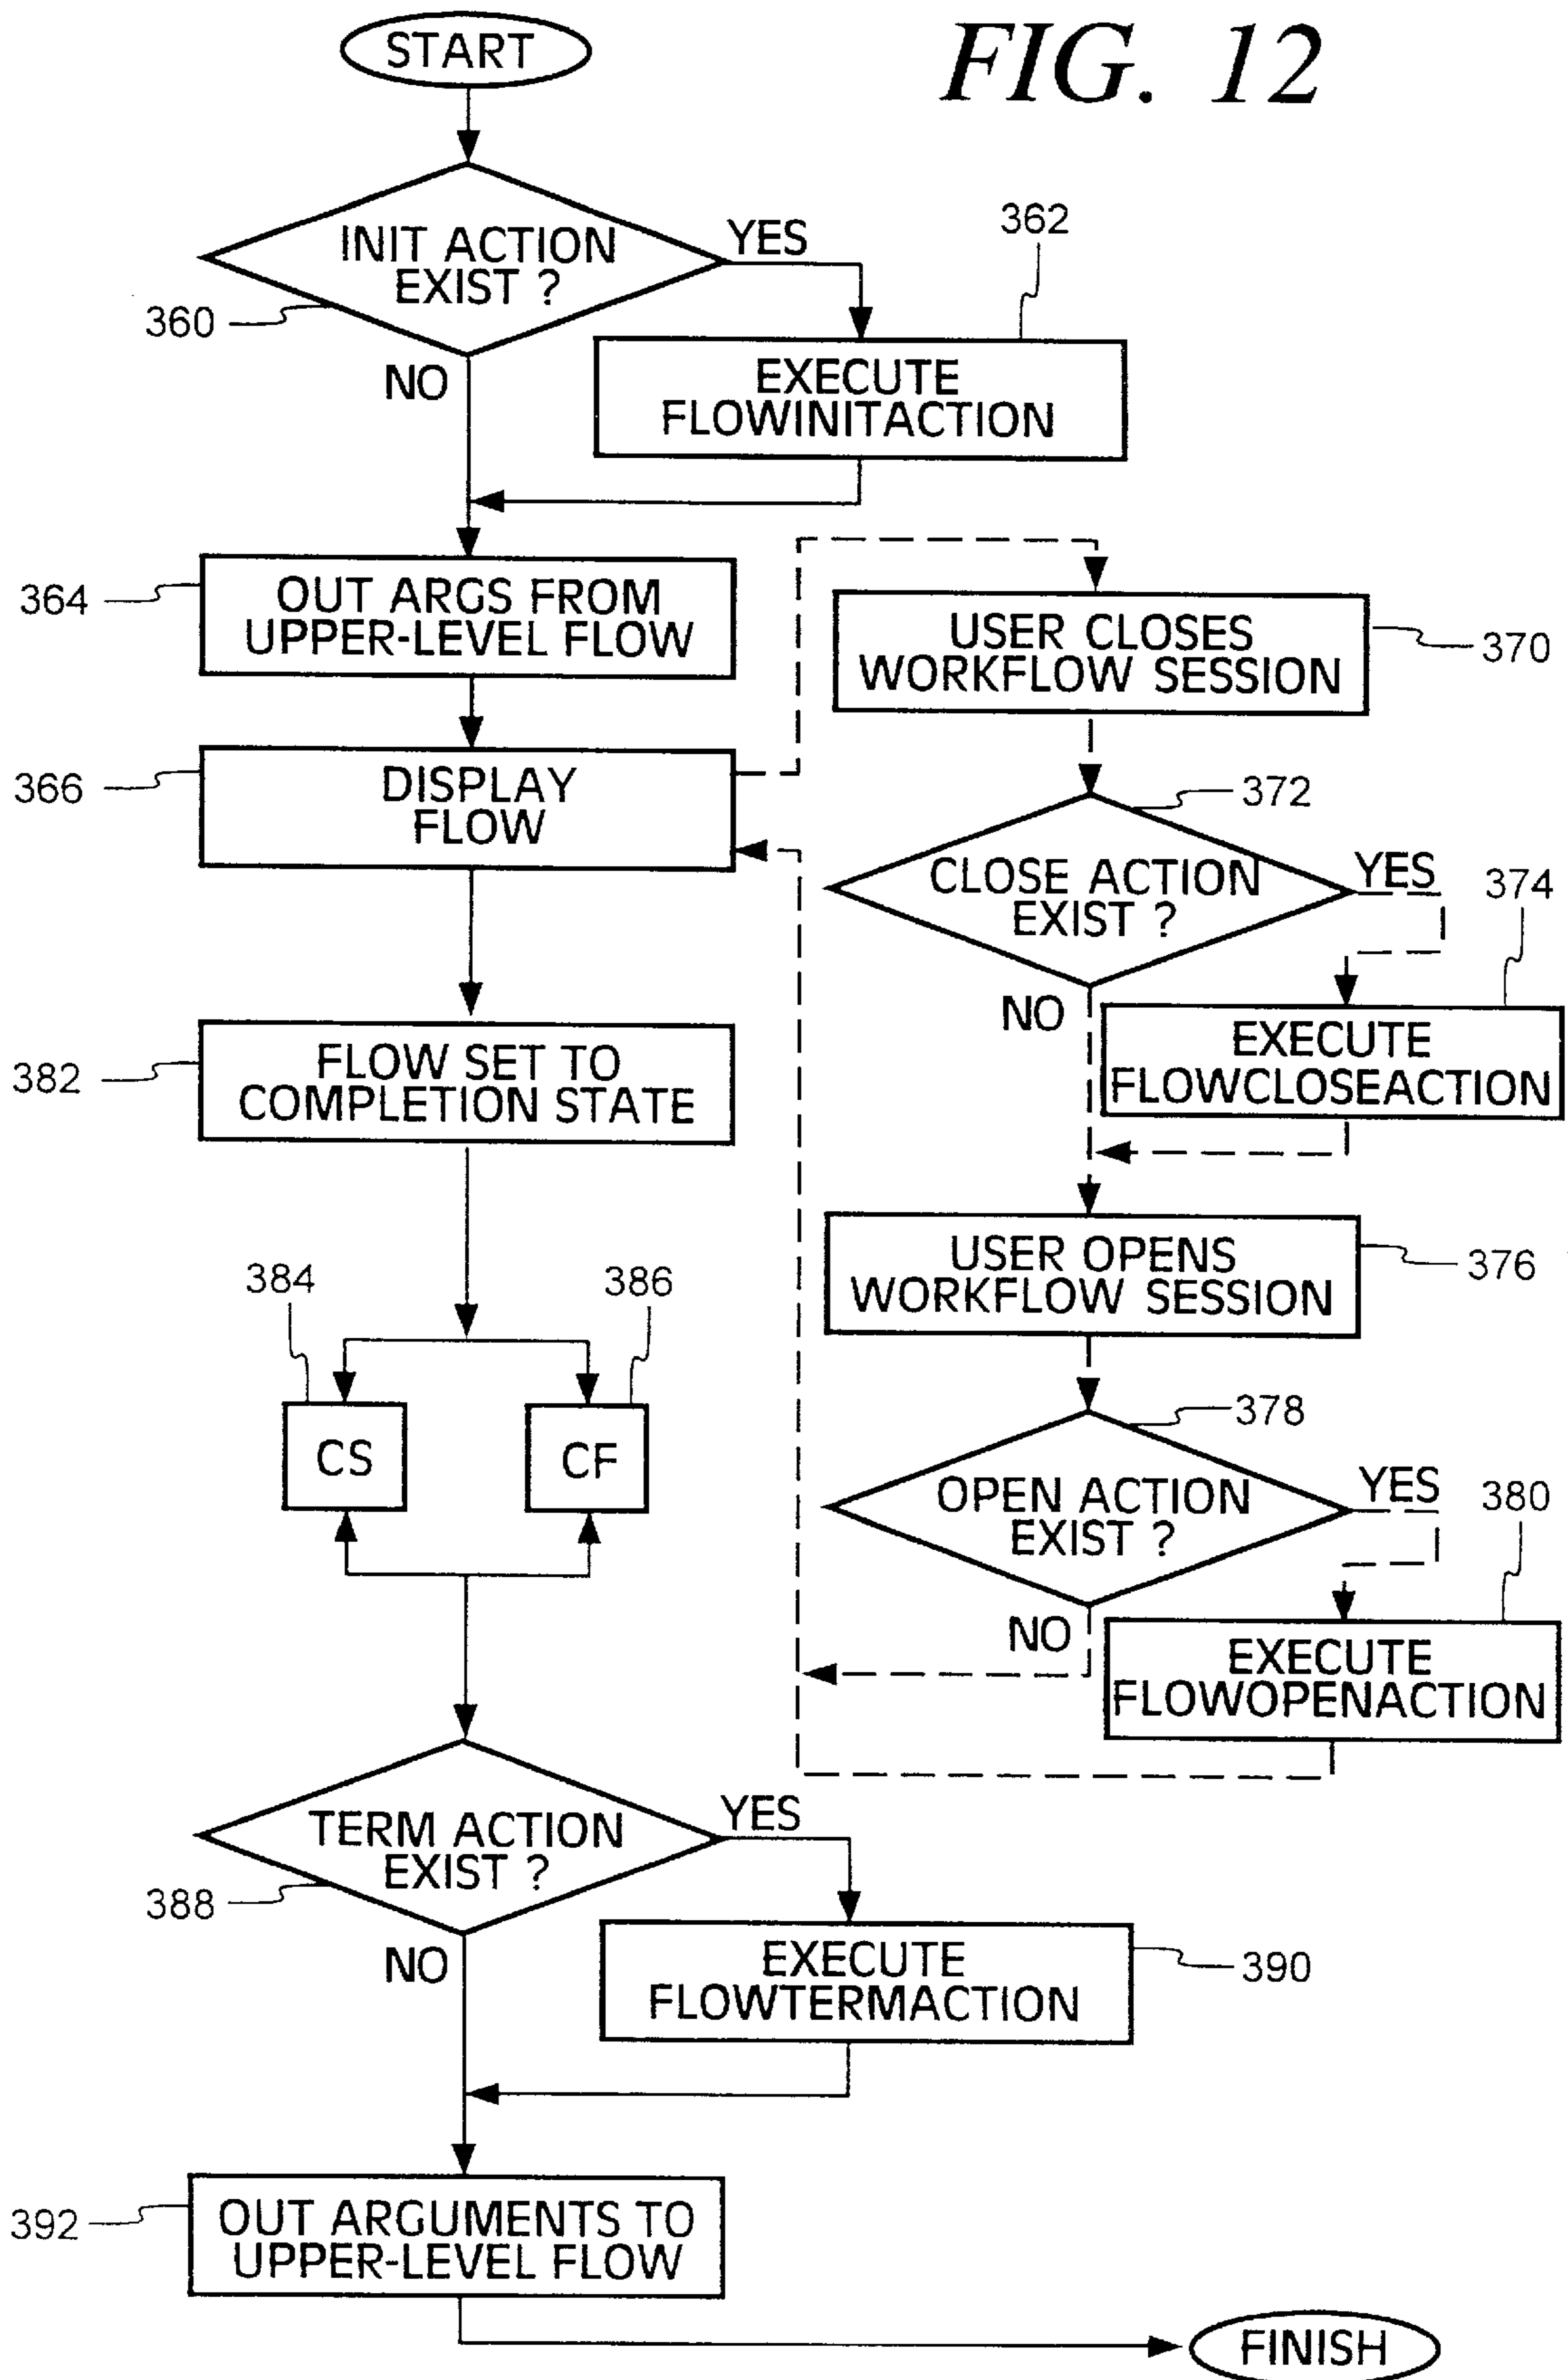 START
FIG. 12
INIT ACTION
EXIST ?
YES
362
360
NO
EXECUTE
FLOWINITACTION
364
OUT ARGS FROM
UPPER-LEVEL FLOW
USER CLOSES
WORKFLOW SESSION
370
366
DISPLAY
FLOW
372
CLOSE ACTION
EXIST ?
YES
374
NO
EXECUTE
FLOWCLOSEACTION
382
FLOW SET TO
COMPLETION STATE
USER OPENS
WORKFLOW SESSION
376
384
386
CS
CF
378
OPEN ACTION
EXIST ?
YES
380
NO
EXECUTE
FLOWOPENACTION
TERM ACTION
EXIST ?
YES
388
NO
EXECUTE
FLOWTERMACTION
390
392
OUT ARGUMENTS TO
UPPER-LEVEL FLOW
FINISH